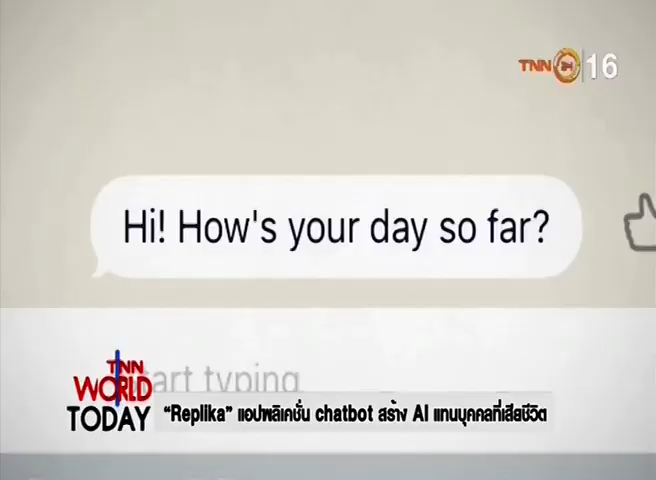 TNN 24 16
Hi! How's your day so far?
Start typing
TNN
WORLD
TODAY
“Replika” แอปพลิเคชั่น chatbot สร้าง AI แทนบุคคลที่เสียชีวิต